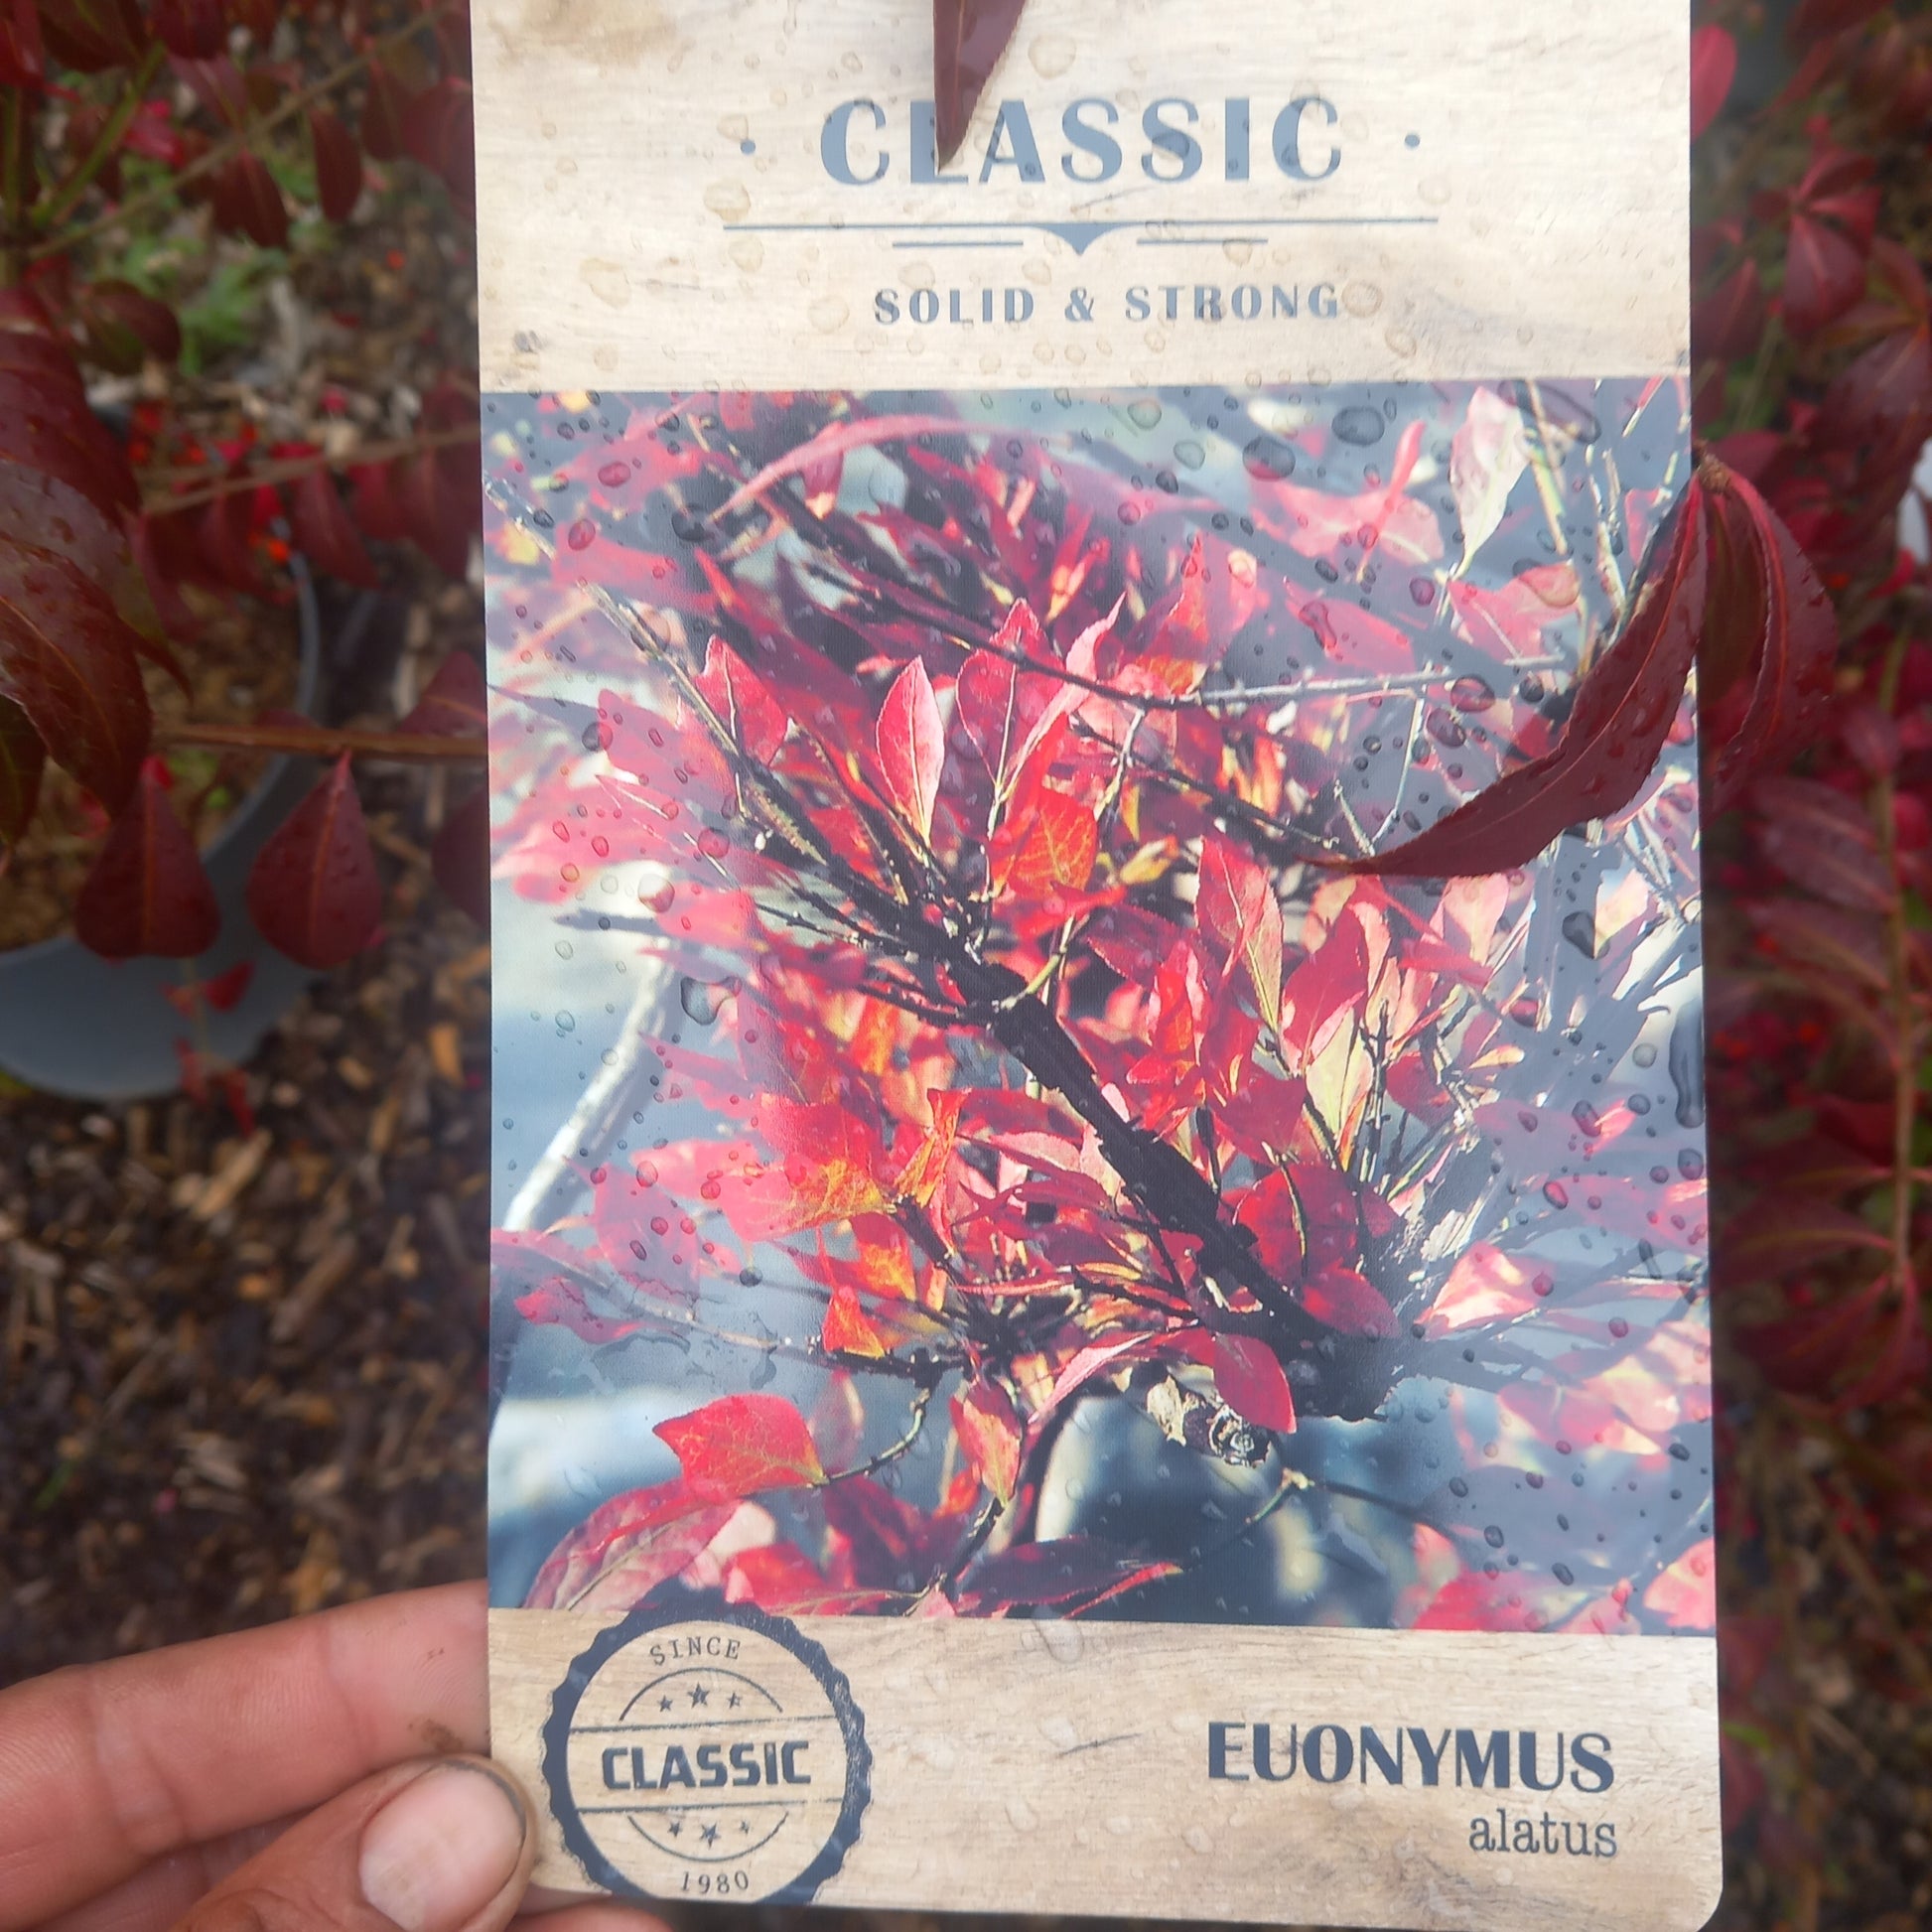 · CLASSIC ·
SOLID & STRONG
SINCE
CLASSIC
1980
EUONYMUS
alatus